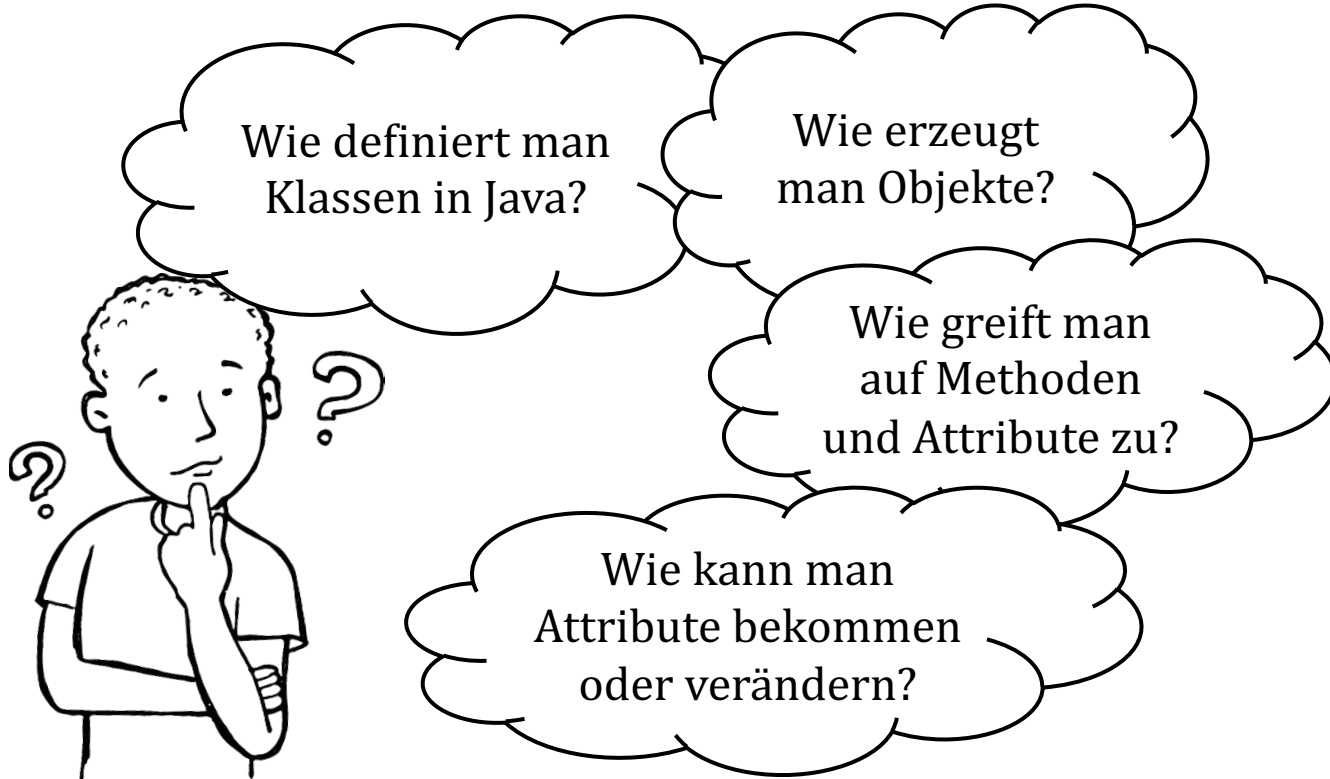 Wie definiert man
Klassen in Java?
Wie erzeugt
man Objekte?
Wie greift man
auf Methoden
und Attribute zu?
Wie kann man
Attribute bekommen
oder verändern?
?
?